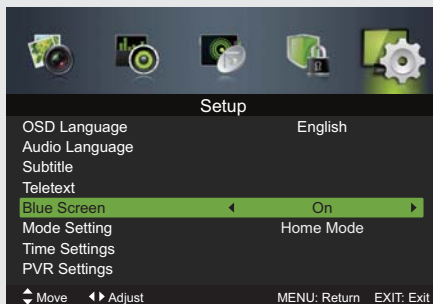 Setup
OSD Language English
Audio Language
Subtitle
Teletext
Blue Screen On
Mode Setting Home Mode
Time Settings
PVR Settings
Move Adjust MENU: Return EXIT: Exit